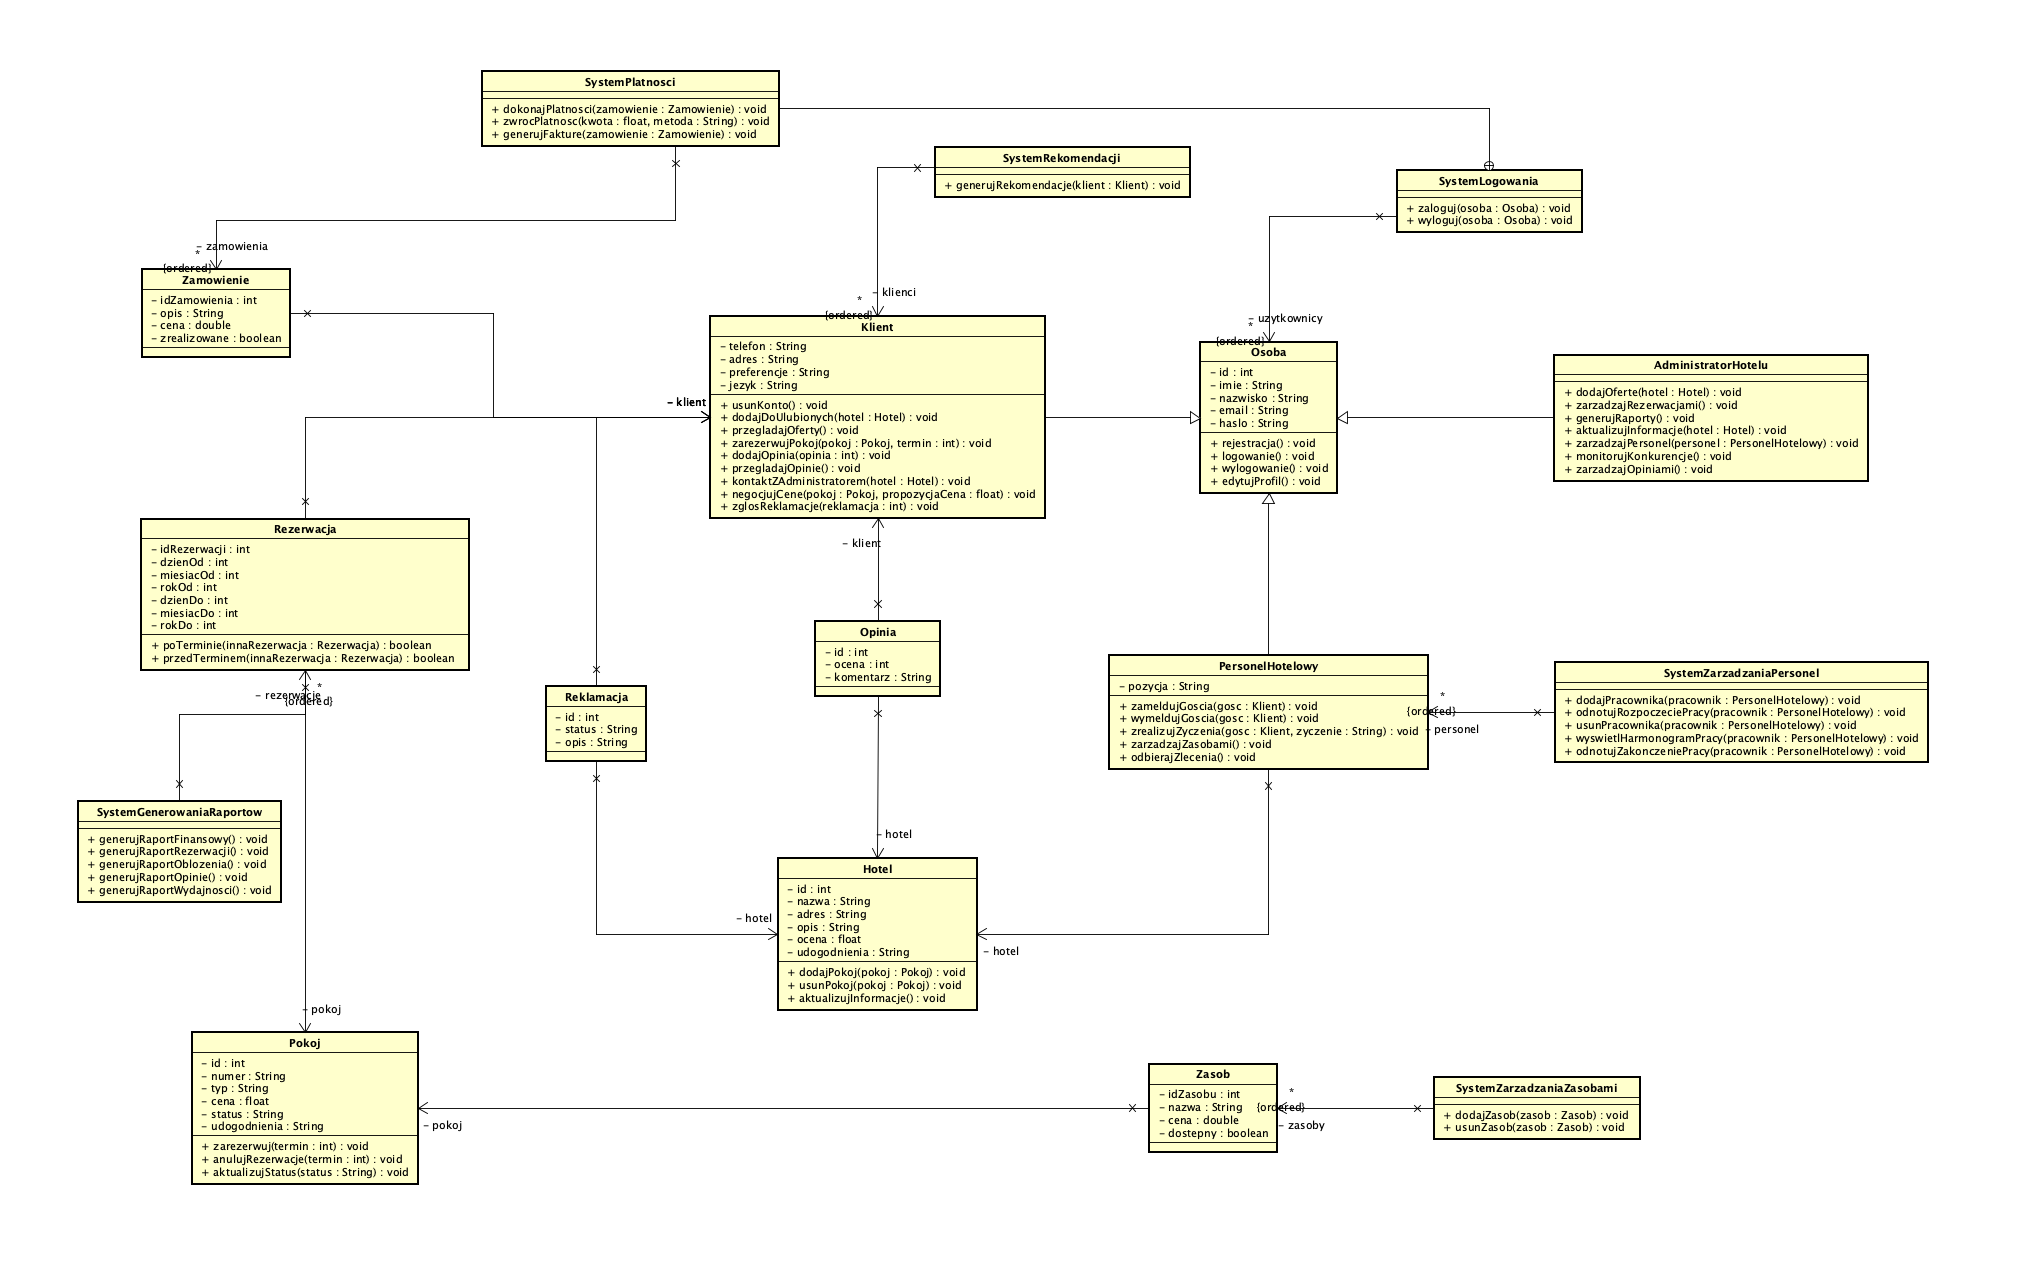 SystemPlatnosci
+ dokonajPlatnosci(zamowienie : Zamowienie) : void
+ zwrocPlatnosc(kwota : float, metoda : String) : void
+ generujFakture(zamowienie : Zamowienie) : void
SystemRekomendacji
+ generujRekomendacje(klient : Klient) : void
SystemLogowania
+ zaloguj(osoba : Osoba) : void
+ wyloguj(osoba : Osoba) : void
– zamowienia
*
{ordered}
Zamowienie
– idZamowienia : int
– opis : String
– cena : double
– zrealizowane : boolean
– klienci
*
{ordered}
Klient
– telefon : String
– adres : String
– preferencje : String
– jezyk : String
+ usunKonto() : void
+ dodajDoUlubionych(hotel : Hotel) : void
+ przegladajOferty() : void
+ zarezerwujPokoj(pokoj : Pokoj, termin : int) : void
+ dodajOpinia(opinia : int) : void
+ przegladajOpinie() : void
+ kontaktZAdministratorem(hotel : Hotel) : void
+ negocjujCene(pokoj : Pokoj, propozycjaCena : float) : void
+ zglosReklamacje(reklamacja : int) : void
– klient
– uzytkownicy
*
{ordered}
Osoba
– id : int
– imie : String
– nazwisko : String
– email : String
– haslo : String
+ rejestracja() : void
+ logowanie() : void
+ wylogowanie() : void
+ edytujProfil() : void
AdministratorHotelu
+ dodajOferte(hotel : Hotel) : void
+ zarzadzajRezerwacjami() : void
+ generujRaporty() : void
+ aktualizujInformacje(hotel : Hotel) : void
+ zarzadzajPersonel(personel : PersonelHotelowy) : void
+ monitorujKonkurencje() : void
+ zarzadzajOpiniami() : void
Rezerwacja
– idRezerwacji : int
– dzienOd : int
– miesiacOd : int
– rokOd : int
– dzienDo : int
– miesiacDo : int
– rokDo : int
+ poTerminie(innaRezerwacja : Rezerwacja) : boolean
+ przedTerminem(innaRezerwacja : Rezerwacja) : boolean
– rezerwacje
*
{ordered}
– klient
Opinia
– id : int
– ocena : int
– komentarz : String
Reklamacja
– id : int
– status : String
– opis : String
PersonelHotelowy
– pozycja : String
+ zameldujGoscia(gosc : Klient) : void
+ wymeldujGoscia(gosc : Klient) : void
+ zrealizujZyczenia(gosc : Klient, zyczenie : String) : void
+ zarzadzajZasobami() : void
+ odbierajZlecenia() : void
*
{ordered}
– personel
SystemZarzadzaniaPersonel
+ dodajPracownika(pracownik : PersonelHotelowy) : void
+ odnotujRozpoczeciePracy(pracownik : PersonelHotelowy) : void
+ usunPracownika(pracownik : PersonelHotelowy) : void
+ wyswietlHarmonogramPracy(pracownik : PersonelHotelowy) : void
+ odnotujZakonczeniePracy(pracownik : PersonelHotelowy) : void
SystemGenerowaniaRaportow
+ generujRaportFinansowy() : void
+ generujRaportRezerwacji() : void
+ generujRaportOblozenia() : void
+ generujRaportOpinie() : void
+ generujRaportWydajnosci() : void
– hotel
– hotel
– hotel
Hotel
– id : int
– nazwa : String
– adres : String
– opis : String
– ocena : float
– udogodnienia : String
+ dodajPokoj(pokoj : Pokoj) : void
+ usunPokoj(pokoj : Pokoj) : void
+ aktualizujInformacje() : void
– pokoj
Pokoj
– id : int
– numer : String
– typ : String
– cena : float
– status : String
– udogodnienia : String
+ zarezerwuj(termin : int) : void
+ anulujRezerwacje(termin : int) : void
+ aktualizujStatus(status : String) : void
– pokoj
Zasob
– idZasobu : int
– nazwa : String
– cena : double
– dostepny : boolean
*
{ordered}
– zasoby
SystemZarzadzaniaZasobami
+ dodajZasob(zasob : Zasob) : void
+ usunZasob(zasob : Zasob) : void